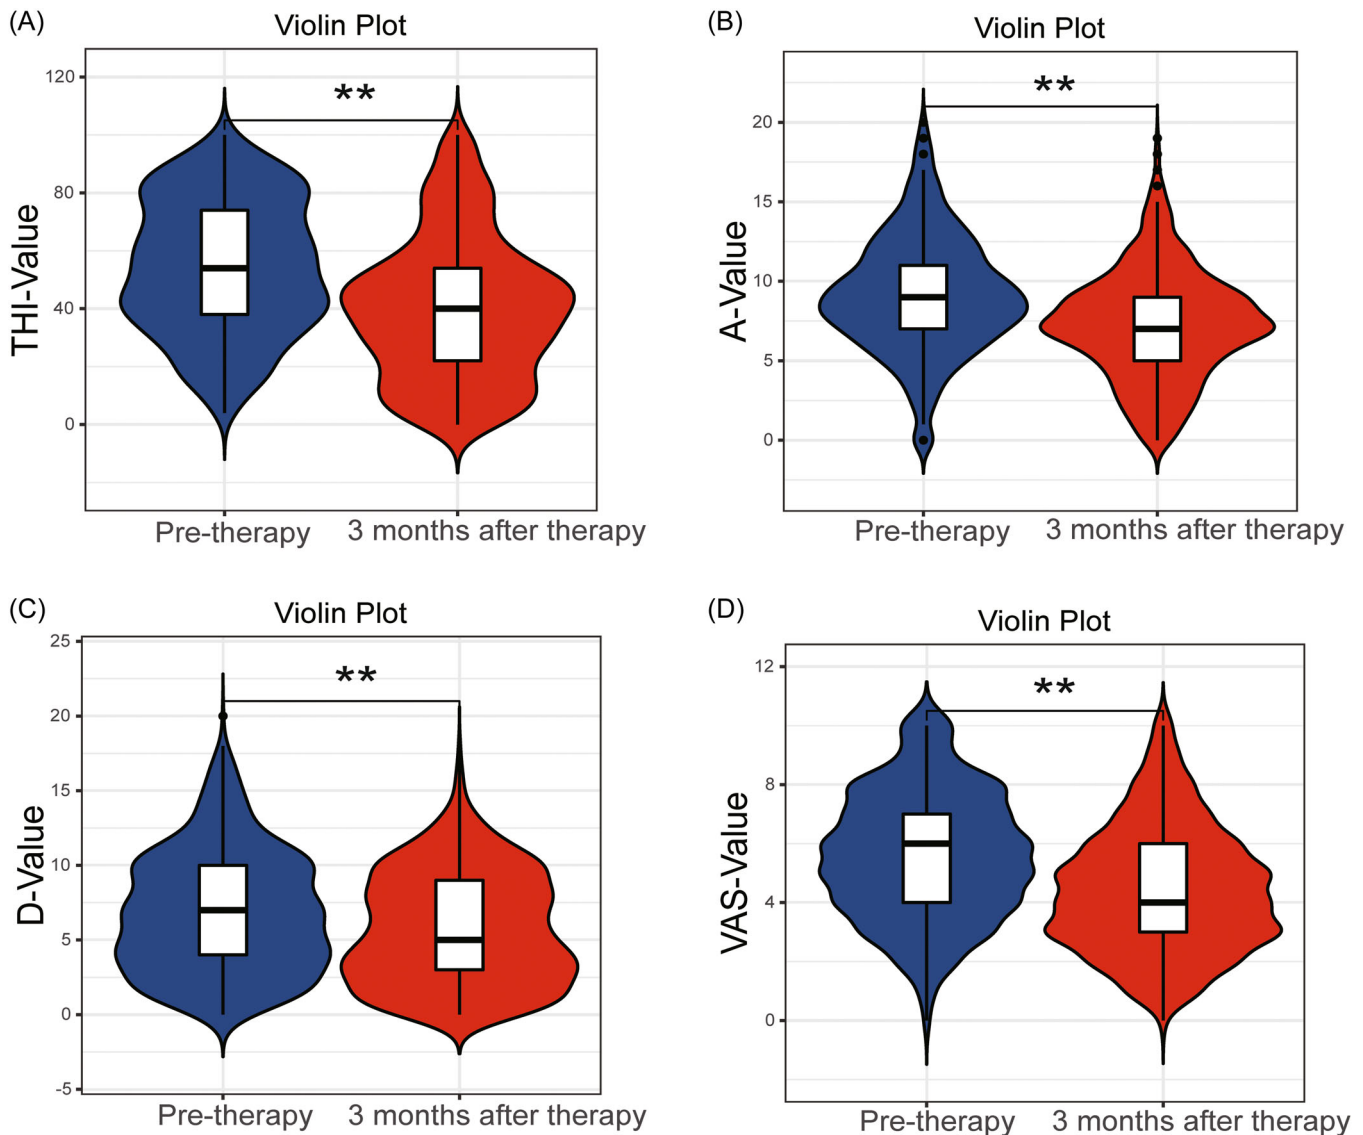 (A)
Violin Plot
120
80
40
0
THI-Value
**
Pre-therapy
3 months after therapy
(B)
Violin Plot
20
15
10
5
0
A-Value
**
Pre-therapy
3 months after therapy
(C)
Violin Plot
25
20
15
10
5
0
-5
D-Value
**
Pre-therapy
3 months after therapy
(D)
Violin Plot
12
8
4
0
VAS-Value
**
Pre-therapy
3 months after therapy